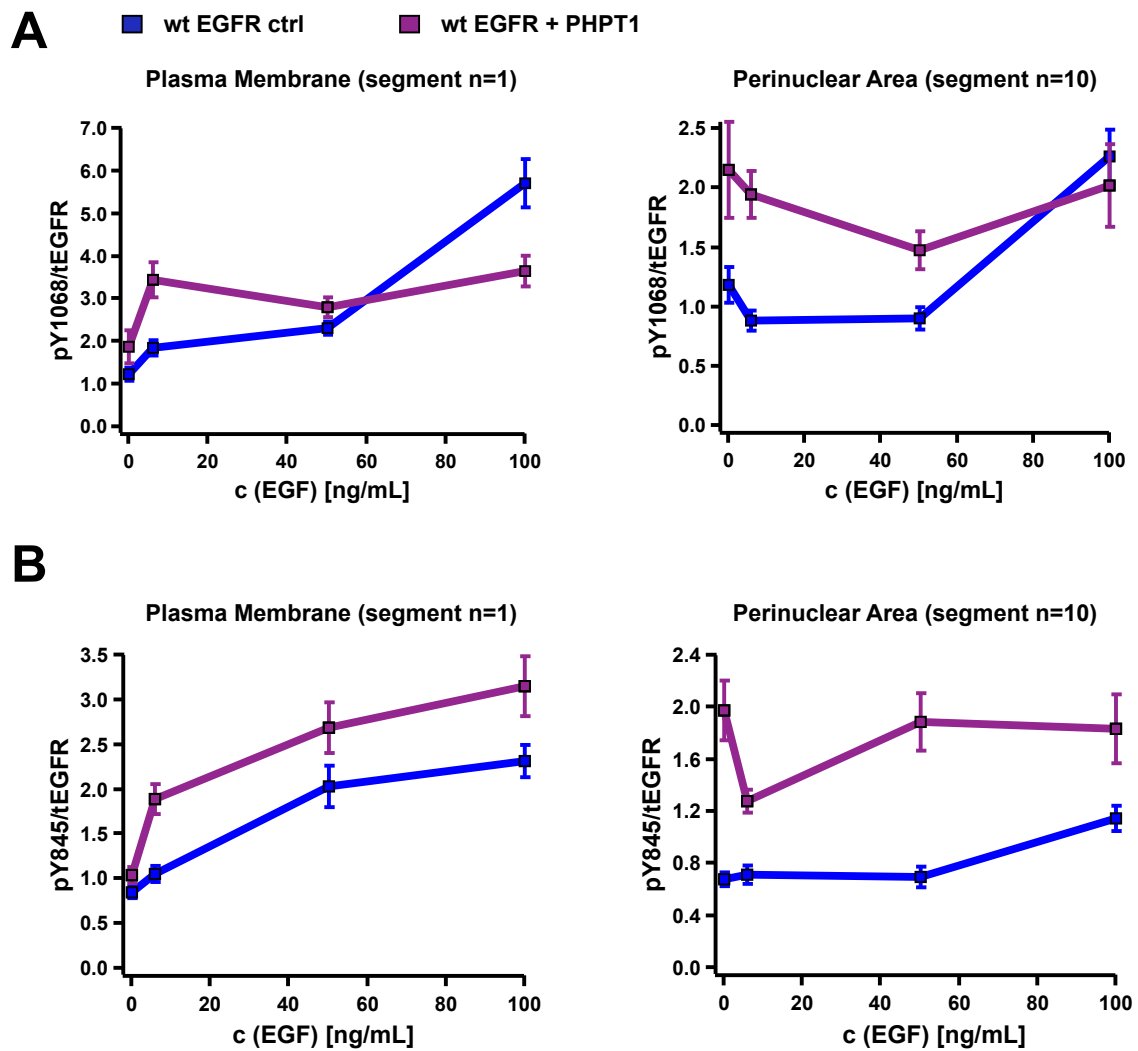 A
wt EGFR ctrl
wt EGFR + PHPT1
Plasma Membrane (segment n=1)
pY1068/tEGFR
7.0
6.0
5.0
4.0
3.0
2.0
1.0
0.0
0 20 40 60 80 100
c (EGF) [ng/mL]
Perinuclear Area (segment n=10)
pY1068/tEGFR
2.5
2.0
1.5
1.0
0.5
0.0
0 20 40 60 80 100
c (EGF) [ng/mL]
B
Plasma Membrane (segment n=1)
pY845/tEGFR
3.5
3.0
2.5
2.0
1.5
1.0
0.5
0.0
0 20 40 60 80 100
c (EGF) [ng/mL]
Perinuclear Area (segment n=10)
pY845/tEGFR
2.4
2.0
1.6
1.2
0.8
0.4
0.0
0 20 40 60 80 100
c (EGF) [ng/mL]